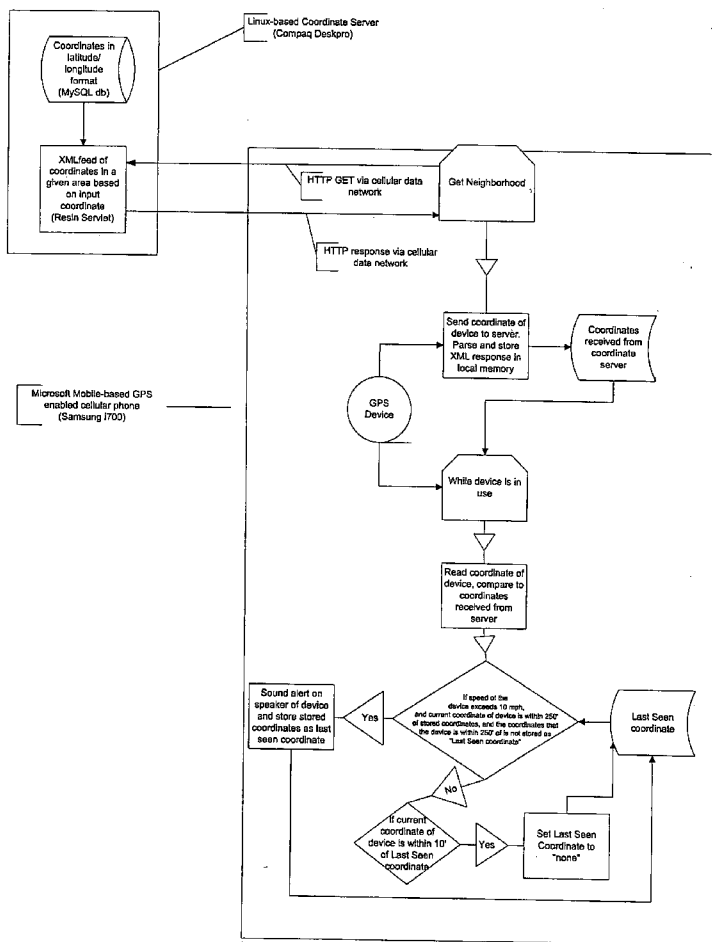 Linux-based Coordinate Server
(Compaq Deskpro)
Coordinates in
latitude/
longitude
format
(MySQL db)
XMLfeed of
coordinates in a
given area based
on input
coordinate
(Resin Servlet)
HTTP GET via cellular data
network
Get Neighborhood
HTTP response via cellular
data network
Send coordinate of
device to server.
Parse and store
XML response in
local memory
Coordinates
received from
coordinate
server
Microsoft Mobile-based GPS
enabled cellular phone
(Samsung I700)
GPS
Device
While device is in
use
Read coordinate of
device, compare to
coordinates
received from
server
Sound alert on
speaker of device
and store stored
coordinates as last
seen coordinate
Yes
If speed of the
device exceeds 10 mph,
and current coordinate of device is within 250'
of stored coordinates, and the coordinates that
the device is within 250' of is not stored as
"Last Seen coordinate"
Last Seen
coordinate
No
If current
coordinate of
device is within 10'
of Last Seen
coordinate
Yes
Set Last Seen
Coordinate to
"none"